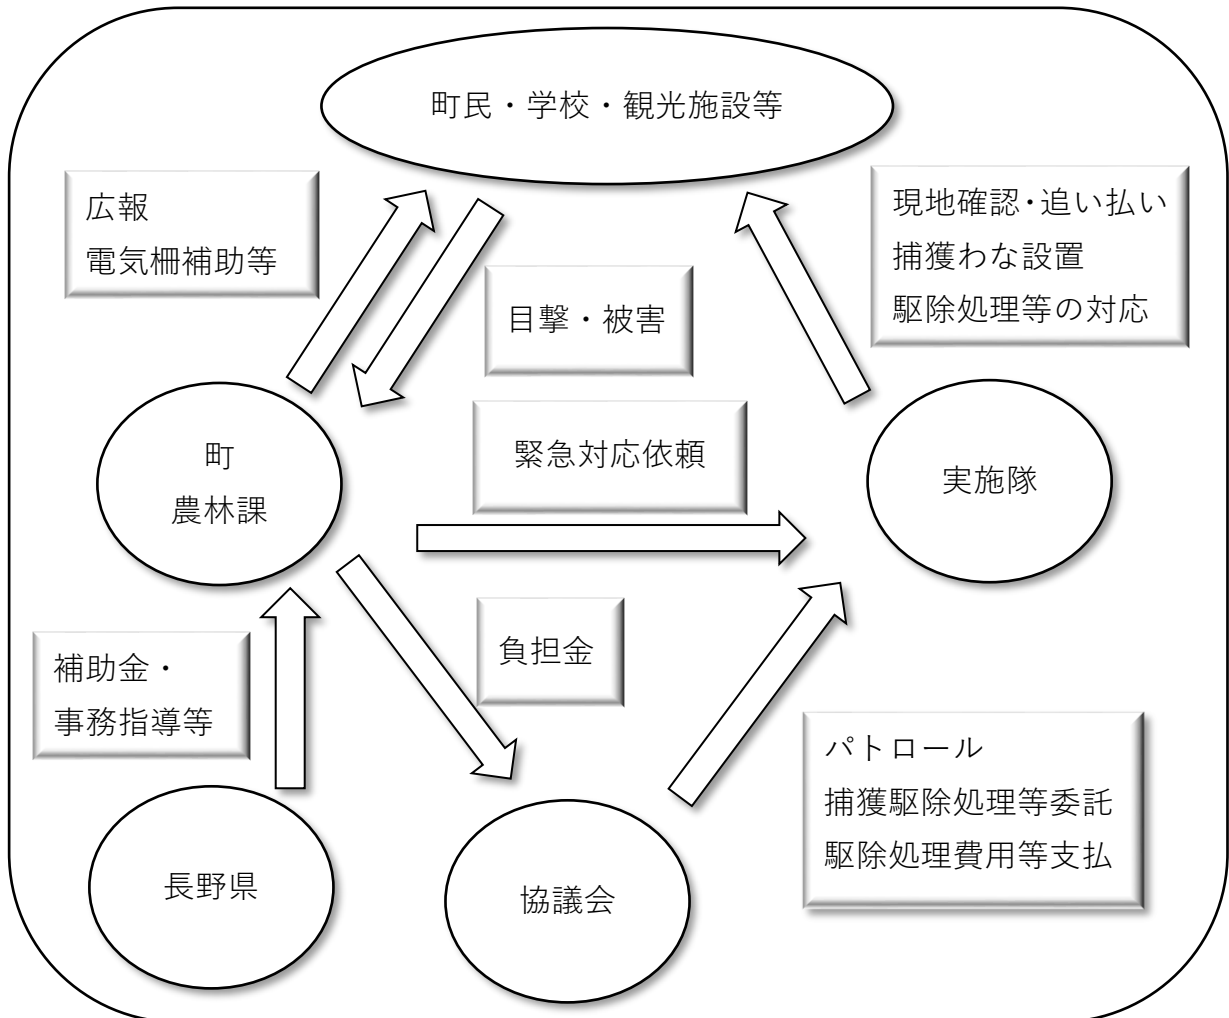 町民・学校・観光施設等
広報
電気柵補助等
現地確認・追い払い
捕獲わな設置
駆除処理等の対応
目撃・被害
緊急対応依頼
町
農林課
実施隊
負担金
補助金・
事務指導等
パトロール
捕獲駆除処理等委託
駆除処理費用等支払
長野県
協議会